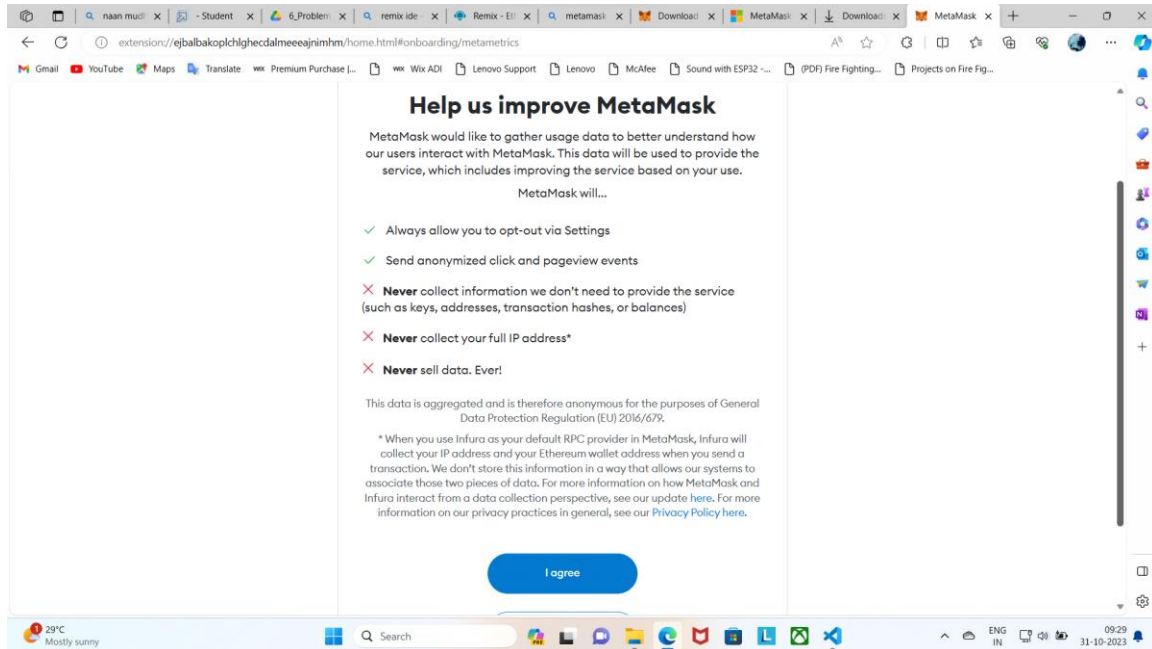 naan mudl
- Student
6_Problem
remix ide -
Remix - Eth
metamask
Download
MetaMask
Download
MetaMask
extension://ejbalbakoplchlghecdalmeeeajnimhm/home.html#onboarding/metametrics
Gmail YouTube Maps Translate Premium Purchase |... Wix ADI Lenovo Support Lenovo McAfee Sound with ESP32 -... (PDF) Fire Fighting... Projects on Fire Fig...
Help us improve MetaMask
MetaMask would like to gather usage data to better understand how
our users interact with MetaMask. This data will be used to provide the
service, which includes improving the service based on your use.
MetaMask will...
Always allow you to opt-out via Settings
Send anonymized click and pageview events
Never collect information we don’t need to provide the service
(such as keys, addresses, transaction hashes, or balances)
Never collect your full IP address*
Never sell data. Ever!
This data is aggregated and is therefore anonymous for the purposes of General
Data Protection Regulation (EU) 2016/679.
* When you use Infura as your default RPC provider in MetaMask, Infura will
collect your IP address and your Ethereum wallet address when you send a
transaction. We don’t store this information in a way that allows our systems to
associate those two pieces of data. For more information on how MetaMask and
Infura interact from a data collection perspective, see our update here. For more
information on our privacy practices in general, see our Privacy Policy here.
I agree
29°C
Mostly sunny
Search
ENG
IN
09:29
31-10-2023